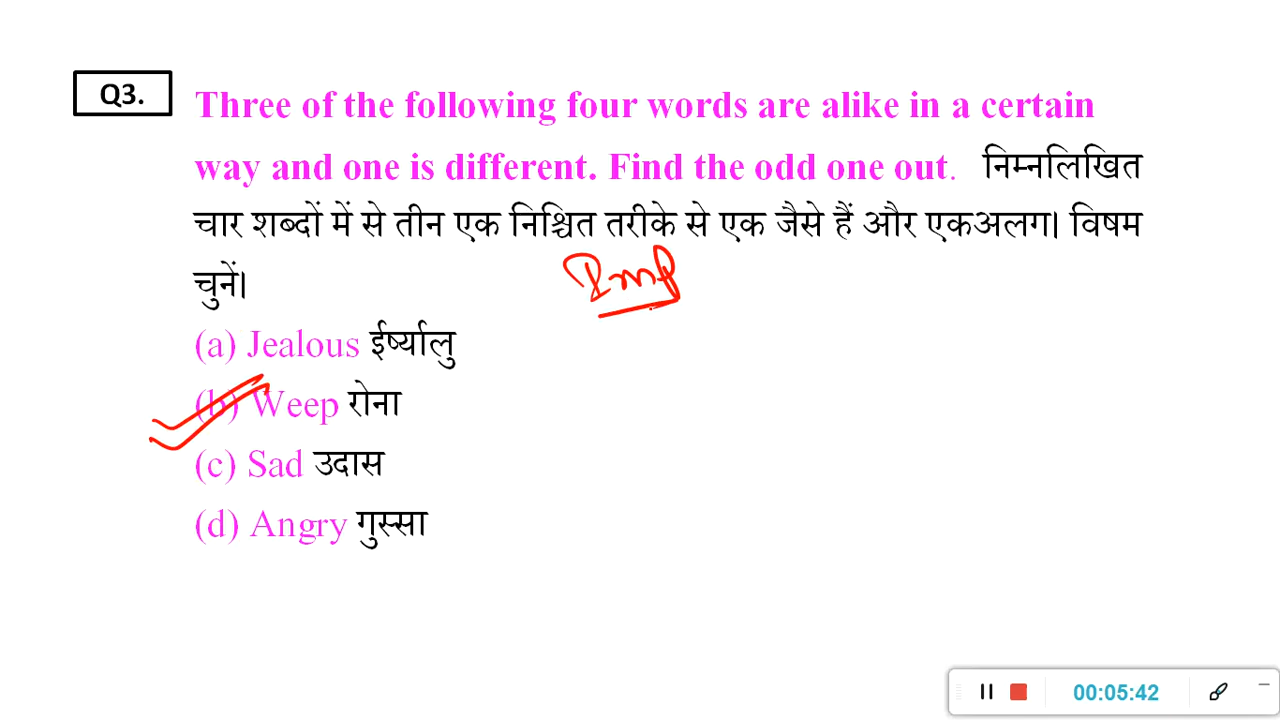 Q3.
Three of the following four words are alike in a certain
way and one is different. Find the odd one out. निम्नलिखित
चार शब्दों में से तीन एक निश्चित तरीके से एक जैसे हैं और एकअलग। विषम
चुनें।
Imp
(a) Jealous ईर्ष्यालु
(b) Weep रोना
(c) Sad उदास
(d) Angry गुस्सा
00:05:42